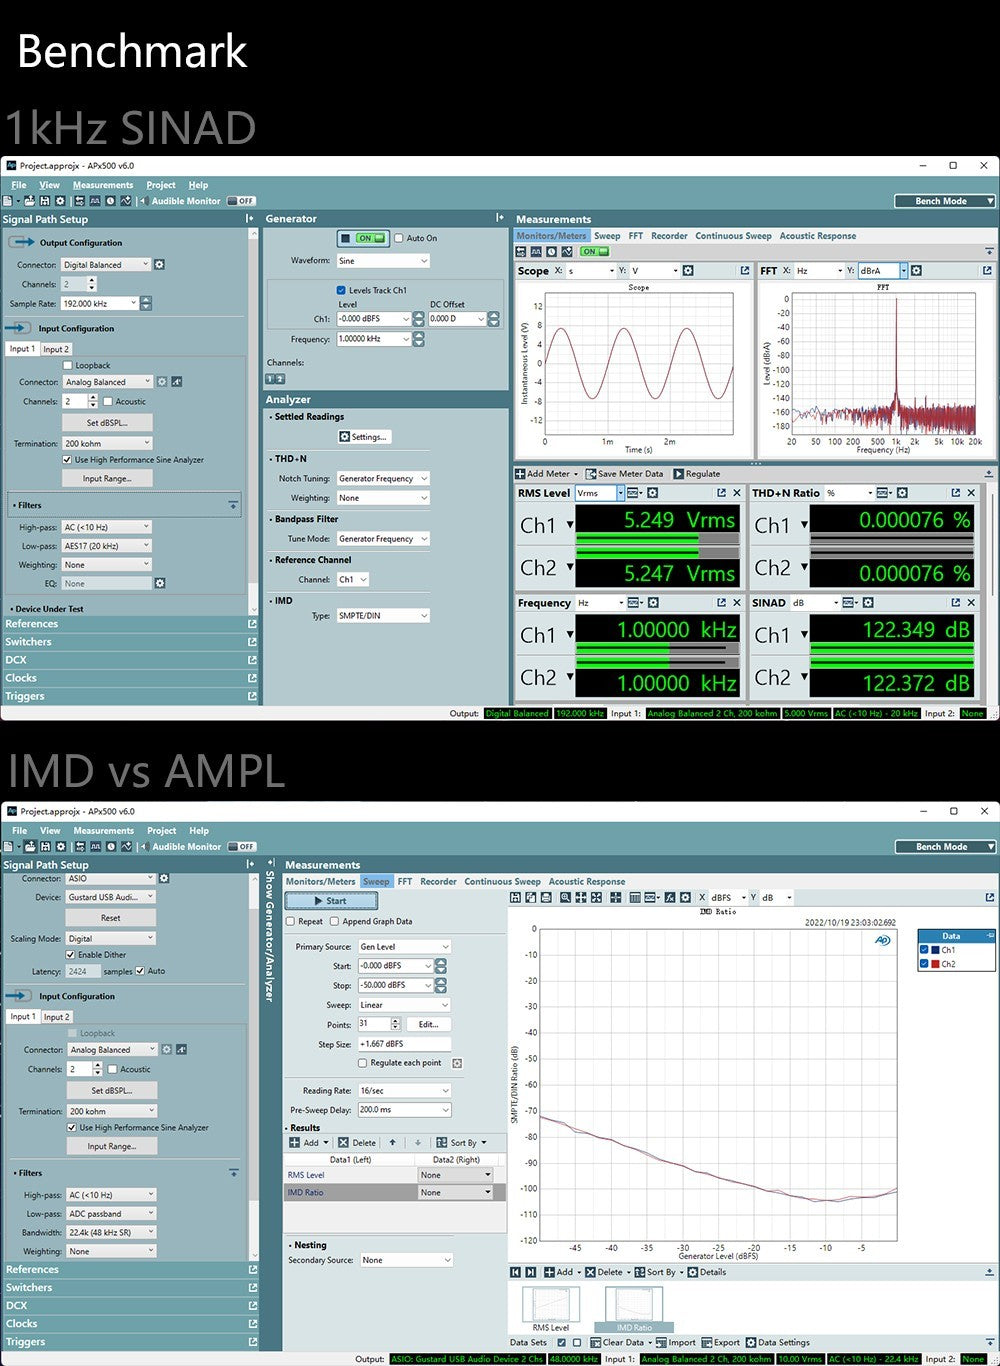 Benchmark
1kHz SINAD
Project.approjx - APx500 v6.0
File View Measurements Project Help
Audible Monitor OFF
Bench Mode
Signal Path Setup
Output Configuration
Connector: Digital Balanced
Channels: 2
Sample Rate: 192.000 kHz
Input Configuration
Input 1 Input 2
Loopback
Connector: Analog Balanced
Channels: 2 Acoustic
Set dBSPL...
Termination: 200 kohm
Use High Performance Sine Analyzer
Input Range...
Filters
High-pass: AC (<10 Hz)
Low-pass: AES17 (20 kHz)
Weighting: None
EQ: None
Device Under Test
References
Switchers
DCX
Clocks
Triggers
Generator
ON Auto On
Waveform: Sine
Levels Track Ch1
Level DC Offset
Ch1: -0.000 dBFS 0.000 D
Frequency: 1.00000 kHz
Channels:
1 2
Analyzer
Settled Readings
Settings...
THD+N
Notch Tuning: Generator Frequency
Weighting: None
Bandpass Filter
Tune Mode: Generator Frequency
Reference Channel
Channel: Ch1
IMD
Type: SMPTE/DIN
Measurements
Monitors/Meters Sweep FFT Recorder Continuous Sweep Acoustic Response
ON
Scope X: s Y: V
Scope
Instantaneous Level (V)
12
8
4
0
-4
-8
-12
0 1m 2m
Time (s)
FFT X: Hz Y: dBrA
FFT
Level (dBrA)
0
-20
-40
-60
-80
-100
-120
-140
-160
-180
20 50 100 200 500 1k 2k 5k 10k 20k
Frequency (Hz)
Add Meter Save Meter Data Regulate
RMS Level Vrms
Ch1 5.249 Vrms
Ch2 5.247 Vrms
THD+N Ratio %
Ch1 0.000076 %
Ch2 0.000076 %
Frequency Hz
Ch1 1.00000 kHz
Ch2 1.00000 kHz
SINAD dB
Ch1 122.349 dB
Ch2 122.372 dB
Output: Digital Balanced 192.000 kHz Input 1: Analog Balanced 2 Ch, 200 kohm 5.000 Vrms AC (<10 Hz) - 20 kHz Input 2: None
IMD vs AMPL
Project.approjx - APx500 v6.0
File View Measurements Project Help
Audible Monitor OFF
Bench Mode
Signal Path Setup
Connector: ASIO
Device: Gustard USB Audi...
Reset
Scaling Mode: Digital
Enable Dither
Latency: 2424 samples Auto
Input Configuration
Input 1 Input 2
Loopback
Connector: Analog Balanced
Channels: 2 Acoustic
Set dBSPL...
Termination: 200 kohm
Use High Performance Sine Analyzer
Input Range...
Filters
High-pass: AC (<10 Hz)
Low-pass: ADC passband
Bandwidth: 22.4k (48 kHz SR)
Weighting: None
References
Switchers
DCX
Clocks
Triggers
Show Generator/Analyzer
Measurements
Monitors/Meters Sweep FFT Recorder Continuous Sweep Acoustic Response
Start
Repeat Append Graph Data
Primary Source: Gen Level
Start: -0.000 dBFS
Stop: -50.000 dBFS
Sweep: Linear
Points: 31 Edit...
Step Size: +1.667 dBFS
Regulate each point
Reading Rate: 16/sec
Pre-Sweep Delay: 200.0 ms
Results
Add Delete Sort By
Data1 (Left) Data2 (Right)
RMS Level None
IMD Ratio None
Nesting
Secondary Source: None
X dBFS Y dB
IMD Ratio
2022/10/19 23:03:02.692
AP
SMPTE/DIN Ratio (dB)
0
-10
-20
-30
-40
-50
-60
-70
-80
-90
-100
-110
-120
-45 -40 -35 -30 -25 -20 -15 -10 -5
Generator Level (dBFS)
Data
Ch1
Ch2
Add Delete Sort By Details
RMS Level IMD Ratio
Data Sets Clear Data Import Export Data Settings
Output: ASIO: Gustard USB Audio Device 2 Chs 48.0000 kHz Input 1: Analog Balanced 2 Ch, 200 kohm 10.00 Vrms AC (<10 Hz) - 22.4 kHz Input 2: None